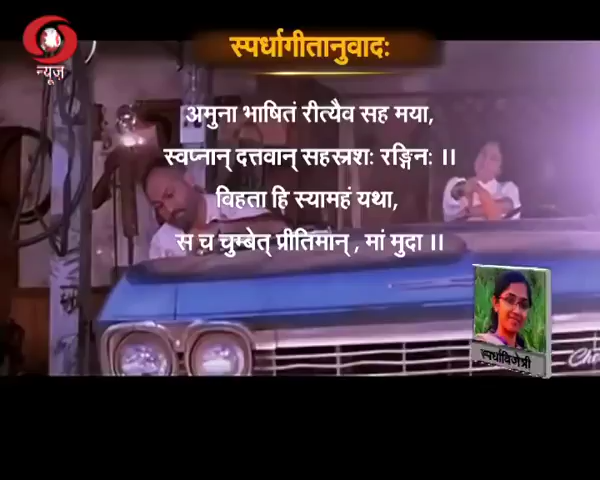 न्यूज़
स्पर्धागीतानुवादः
अमुना भाषितं रीत्यैव सह मया,
स्वप्नान् दत्तवान् सहस्रशः रङ्गिनः ॥
विहता हि स्यामहं यथा,
स च चुम्बेत् प्रीतिमान् , मां मुदा ॥
स्पर्धाविजेत्री